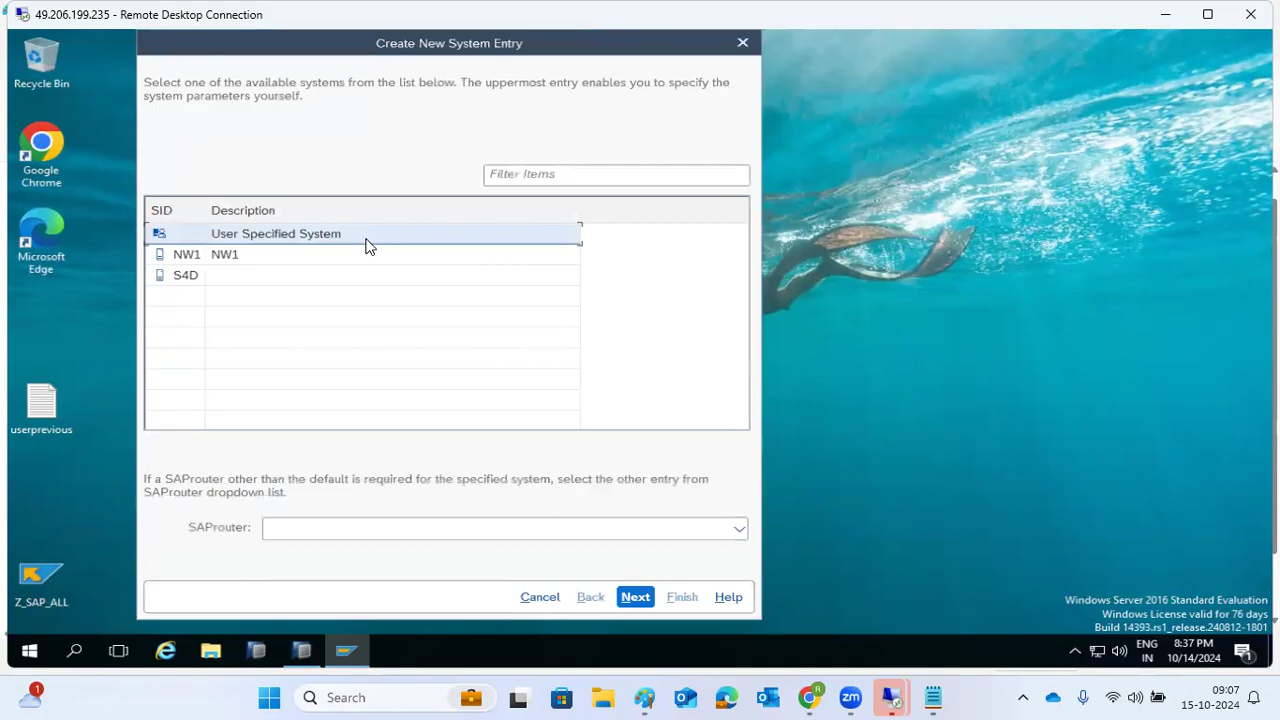 49.206.199.235 - Remote Desktop Connection
Create New System Entry
Recycle Bin
Google
Chrome
Microsoft
Edge
userprevious
Z_SAP_ALL
Select one of the available systems from the list below. The uppermost entry enables you to specify the
system parameters yourself.
Filter Items
SID Description
User Specified System
NW1 NW1
S4D
If a SAProuter other than the default is required for the specified system, select the other entry from
SAProuter dropdown list.
SAProuter:
Cancel Back Next Finish Help
Windows Server 2016 Standard Evaluation
Windows License valid for 76 days
Build 14393.rs1_release.240812-1801
ENG
IN
8:37 PM
10/14/2024
1
1
Search
R
zm
09:07
15-10-2024